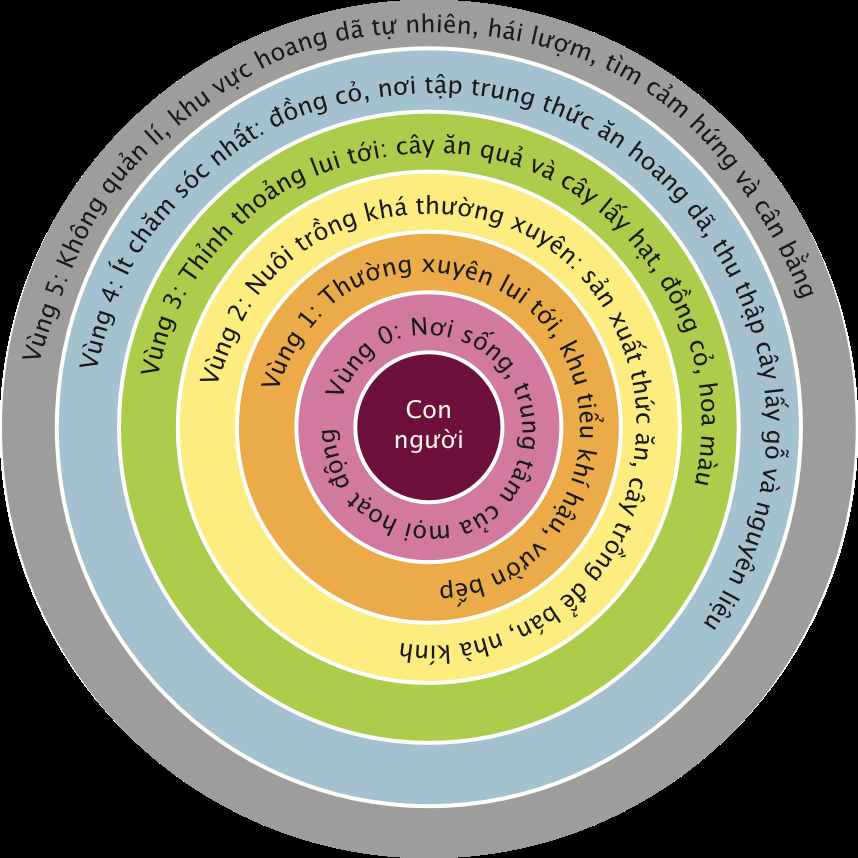 Con
người
Vùng 0: Nơi sống, trung tâm của mọi hoạt động
Vùng 1: Thường xuyên lui tới, khu tiểu khí hậu, vườn bếp
Vùng 2: Nuôi trồng khá thường xuyên: sản xuất thức ăn, cây trồng để bán, nhà kính
Vùng 3: Thỉnh thoảng lui tới: cây ăn quả và cây lấy hạt, đồng cỏ, hoa màu
Vùng 4: Ít chăm sóc nhất: đồng cỏ, nơi tập trung thức ăn hoang dã, thu thập cây lấy gỗ và nguyên liệu
Vùng 5: Không quản lí, khu vực hoang dã tự nhiên, hái lượm, tìm cảm hứng và cân bằng